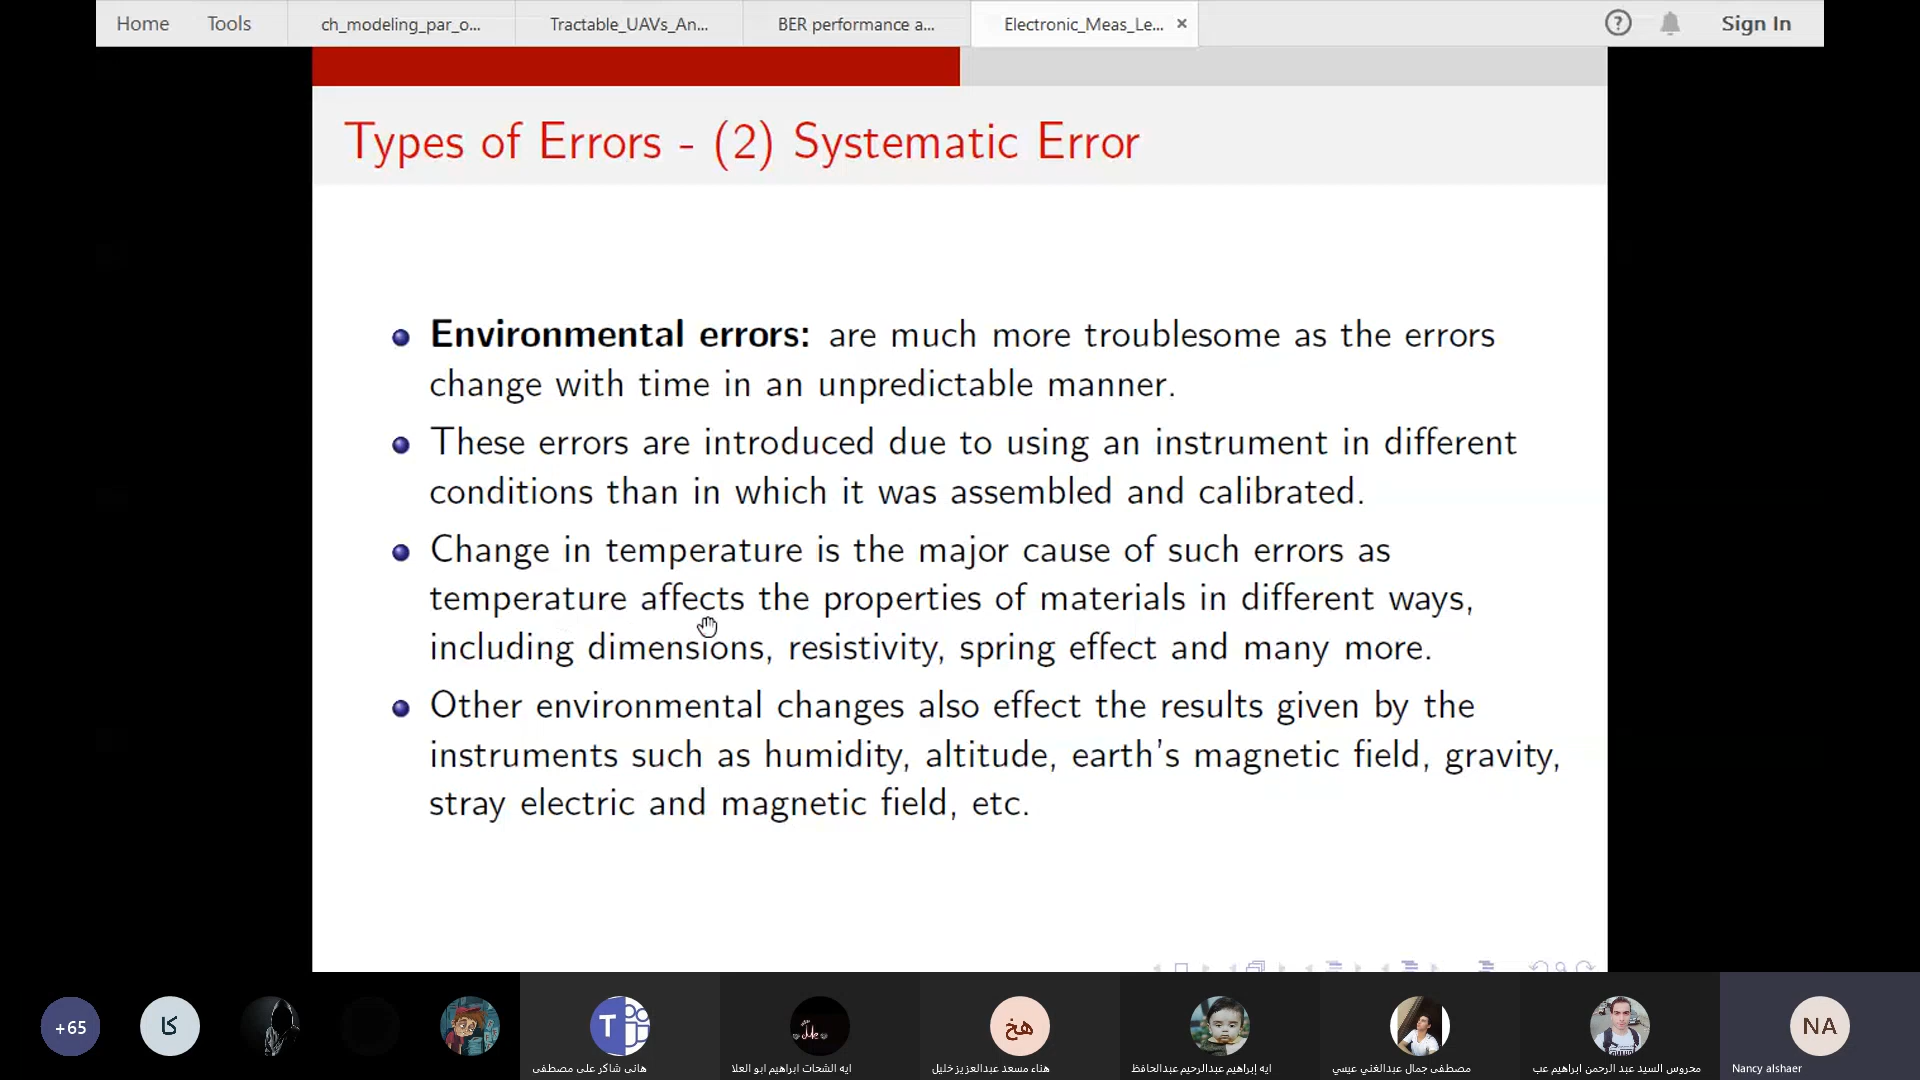 Home Tools ch_modeling_par_o... Tractable_UAVs_An... BER performance a... Electronic_Meas_Le... × ? Sign In
Types of Errors - (2) Systematic Error
Environmental errors: are much more troublesome as the errors
change with time in an unpredictable manner.
These errors are introduced due to using an instrument in different
conditions than in which it was assembled and calibrated.
Change in temperature is the major cause of such errors as
temperature affects the properties of materials in different ways,
including dimensions, resistivity, spring effect and many more.
Other environmental changes also effect the results given by the
instruments such as humidity, altitude, earth's magnetic field, gravity,
stray electric and magnetic field, etc.
+65
كا
T
هخ
NA
هانى شاكر على مصطفى
ايه الشحات ابراهيم ابو العلا
هناء مسعد عبدالعزيز خليل
ايه إبراهيم عبدالرحيم عبدالحافظ
مصطفى جمال عبدالغني عيسي
محروس السيد عبد الرحمن ابراهيم عب
Nancy alshaer